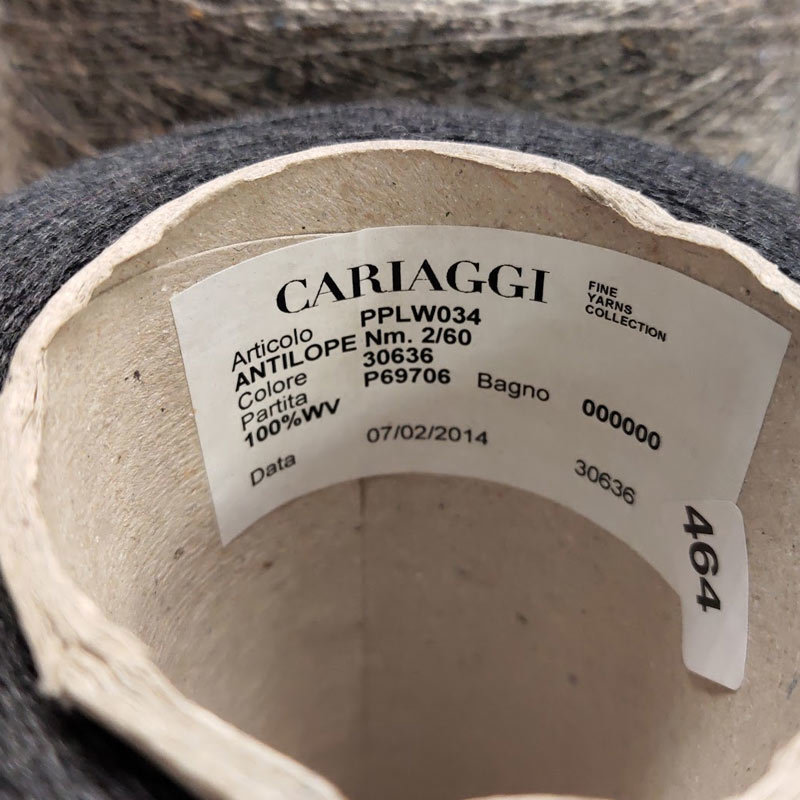 CARIAGGI
FINE
YARNS
COLLECTION
Articolo PPLW034
ANTILOPE Nm. 2/60
Colore 30636
Partita P69706 Bagno 000000
100%WV
Data 07/02/2014
30636
464